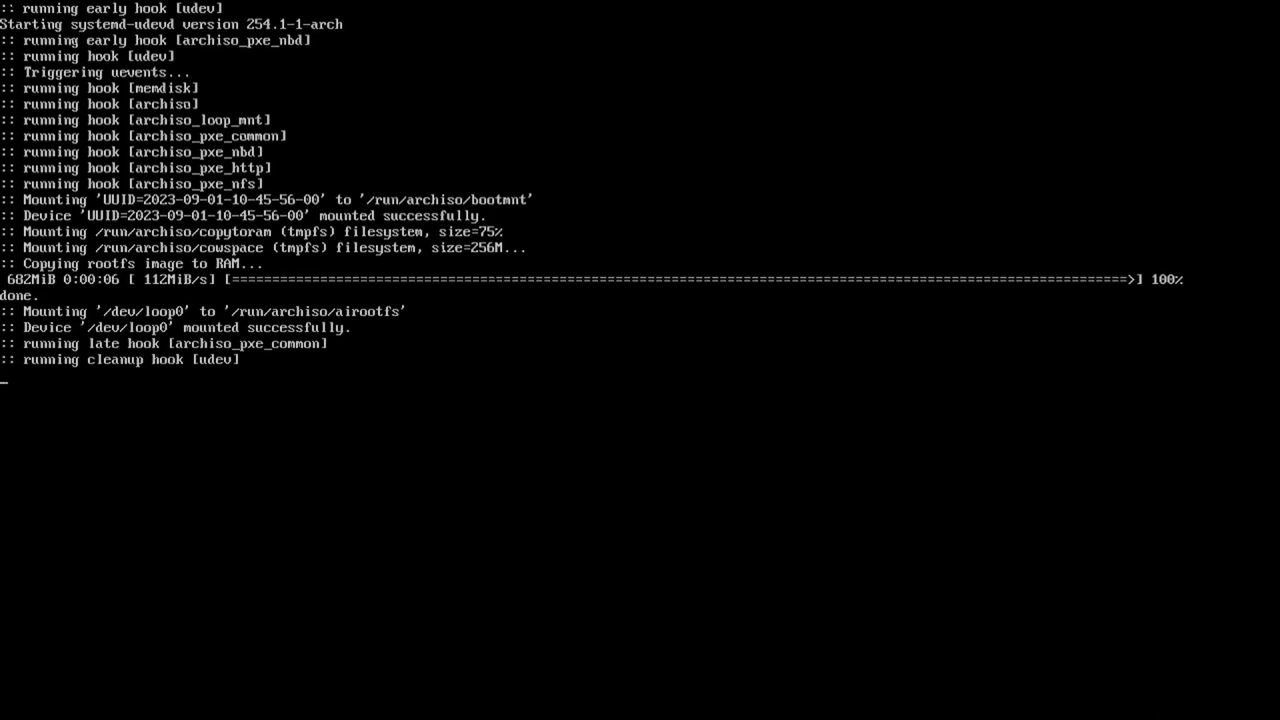 :: running early hook [udev]
Starting systemd-udevd version 254.1-1-arch
:: running early hook [archiso_pxe_nbd]
:: running hook [udev]
:: Triggering uevents...
:: running hook [memdisk]
:: running hook [archiso]
:: running hook [archiso_loop_mnt]
:: running hook [archiso_pxe_common]
:: running hook [archiso_pxe_nbd]
:: running hook [archiso_pxe_http]
:: running hook [archiso_pxe_nfs]
:: Mounting 'UUID=2023-09-01-10-45-56-00' to '/run/archiso/bootmnt'
:: Device 'UUID=2023-09-01-10-45-56-00' mounted successfully.
:: Mounting /run/archiso/copytoram (tmpfs) filesystem, size=75%
:: Mounting /run/archiso/cowspace (tmpfs) filesystem, size=256M...
:: Copying rootfs image to RAM...
 682MiB 0:00:06 [ 112MiB/s] [================================================================================================================>] 100%
done.
:: Mounting '/dev/loop0' to '/run/archiso/airootfs'
:: Device '/dev/loop0' mounted successfully.
:: running late hook [archiso_pxe_common]
:: running cleanup hook [udev]
_